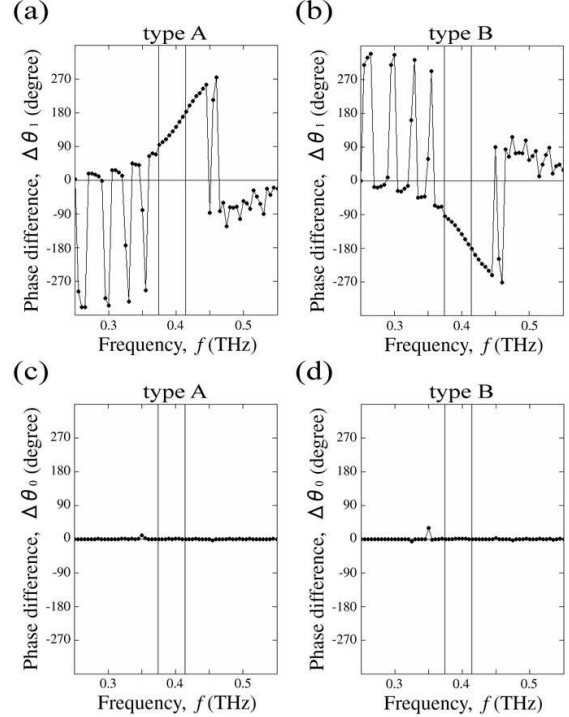 (a)
type A
Phase difference, Δθ1 (degree)
270
180
90
0
-90
-180
-270
0.3
0.4
0.5
Frequency, f (THz)
(b)
type B
Phase difference, Δθ1 (degree)
270
180
90
0
-90
-180
-270
0.3
0.4
0.5
Frequency, f (THz)
(c)
type A
Phase difference, Δθ0 (degree)
270
180
90
0
-90
-180
-270
0.3
0.4
0.5
Frequency, f (THz)
(d)
type B
Phase difference, Δθ0 (degree)
270
180
90
0
-90
-180
-270
0.3
0.4
0.5
Frequency, f (THz)